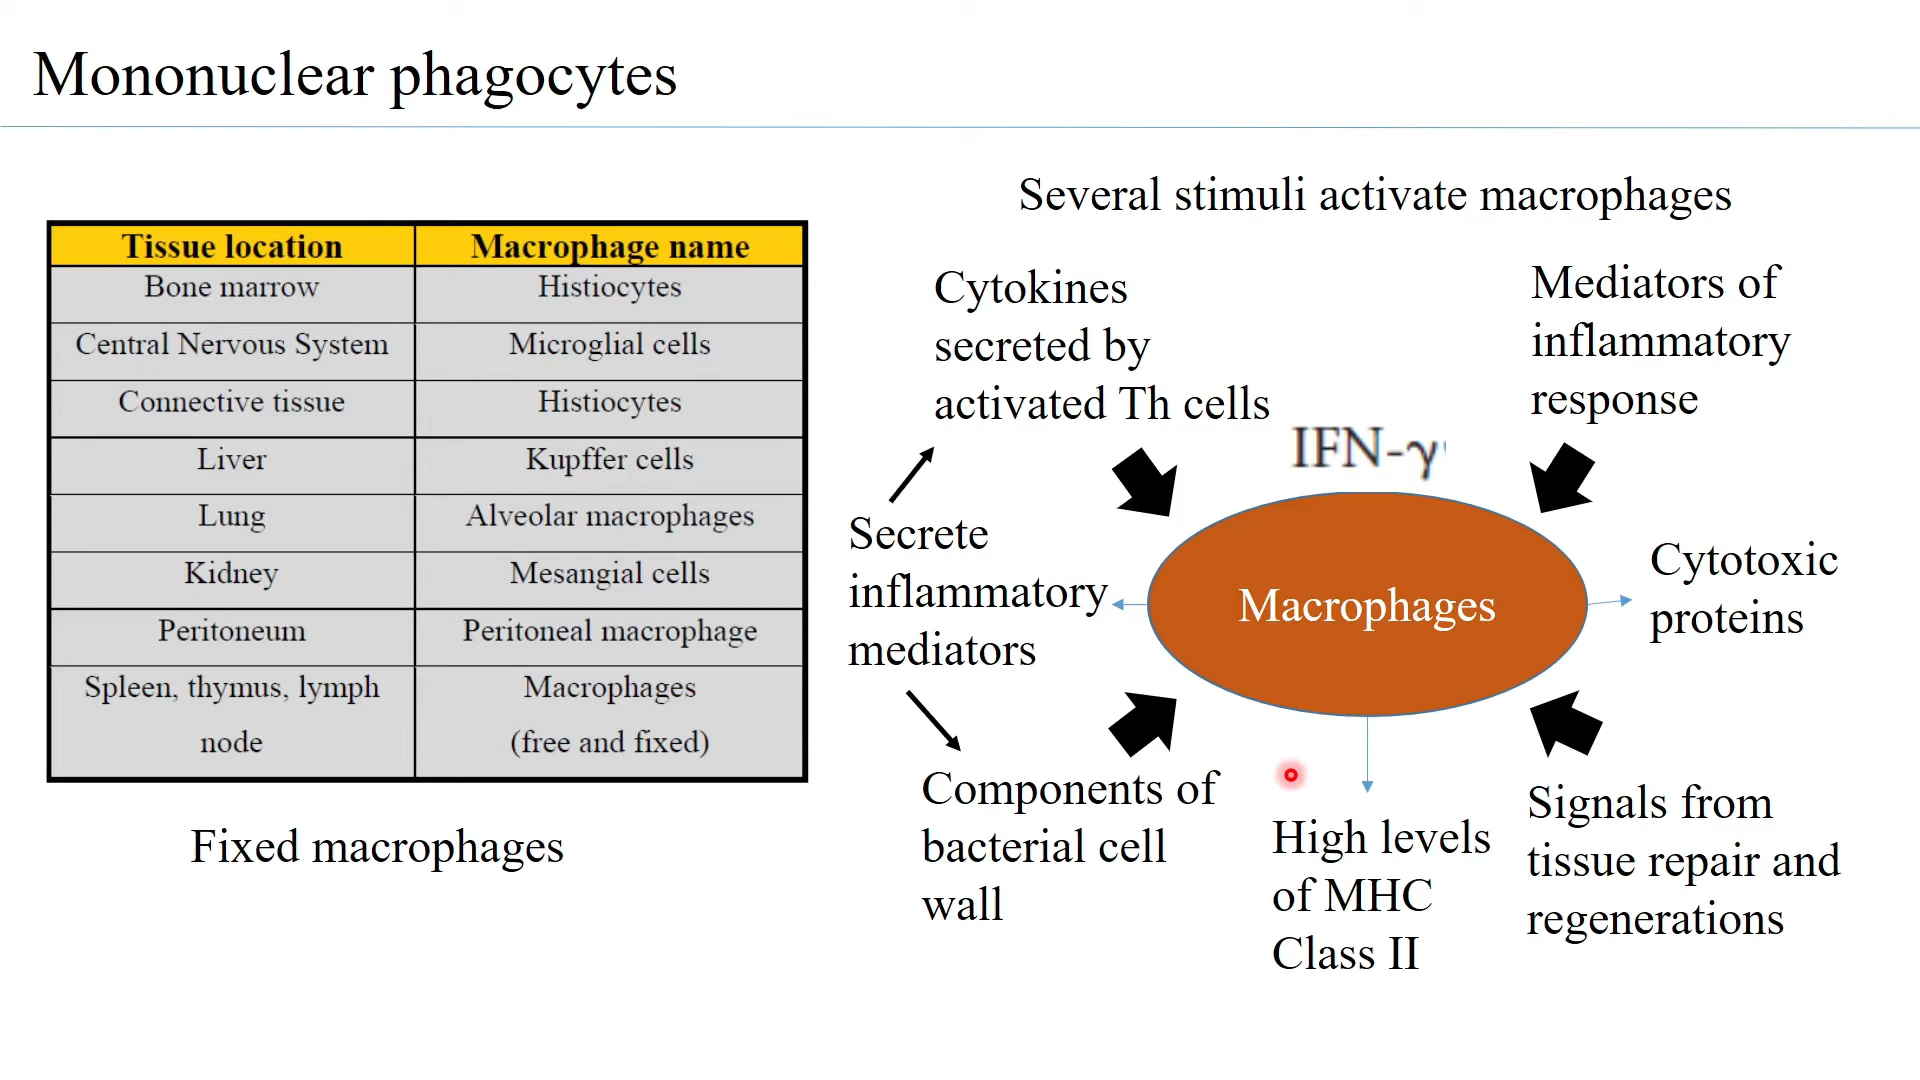 Mononuclear phagocytes
Tissue location Macrophage name
Bone marrow Histiocytes
Central Nervous System Microglial cells
Connective tissue Histiocytes
Liver Kupffer cells
Lung Alveolar macrophages
Kidney Mesangial cells
Peritoneum Peritoneal macrophage
Spleen, thymus, lymph Macrophages
node (free and fixed)
Fixed macrophages
Several stimuli activate macrophages
Cytokines
secreted by
activated Th cells
Mediators of
inflammatory
response
IFN-γ
Secrete
inflammatory
mediators
Macrophages
Cytotoxic
proteins
Components of
bacterial cell
wall
High levels
of MHC
Class II
Signals from
tissue repair and
regenerations